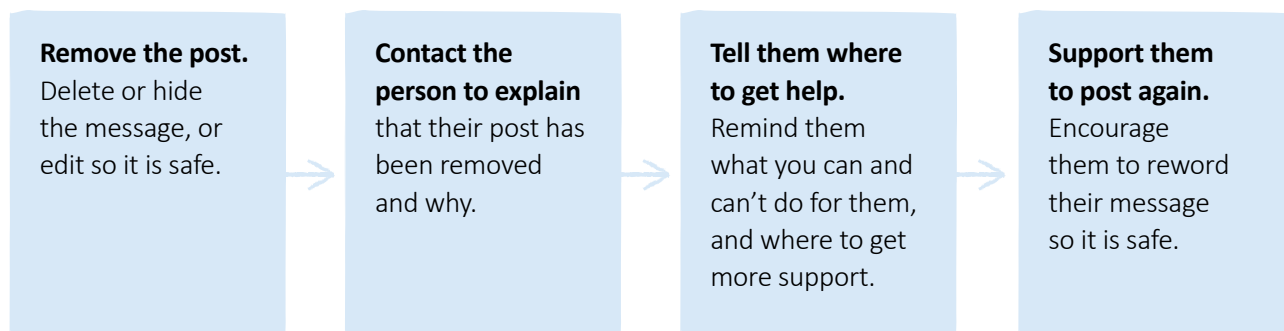 Remove the post.
Delete or hide
the message, or
edit so it is safe.
Contact the
person to explain
that their post has
been removed
and why.
Tell them where
to get help.
Remind them
what you can and
can’t do for them,
and where to get
more support.
Support them
to post again.
Encourage
them to reword
their message
so it is safe.